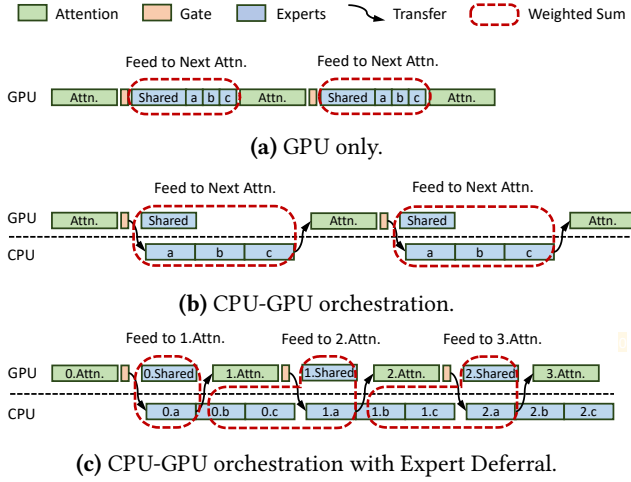 Attention Gate Experts Transfer Weighted Sum
Feed to Next Attn. Feed to Next Attn.
GPU Attn. Shared a b c Attn. Shared a b c Attn.
(a) GPU only.
Feed to Next Attn. Feed to Next Attn.
GPU Attn. Shared Attn. Shared Attn.
CPU a b c a b c
(b) CPU-GPU orchestration.
Feed to 1.Attn. Feed to 2.Attn. Feed to 3.Attn.
GPU 0.Attn. 0.Shared 1.Attn. 1.Shared 2.Attn. 2.Shared 3.Attn.
CPU 0.a 0.b 0.c 1.a 1.b 1.c 2.a 2.b 2.c
(c) CPU-GPU orchestration with Expert Deferral.